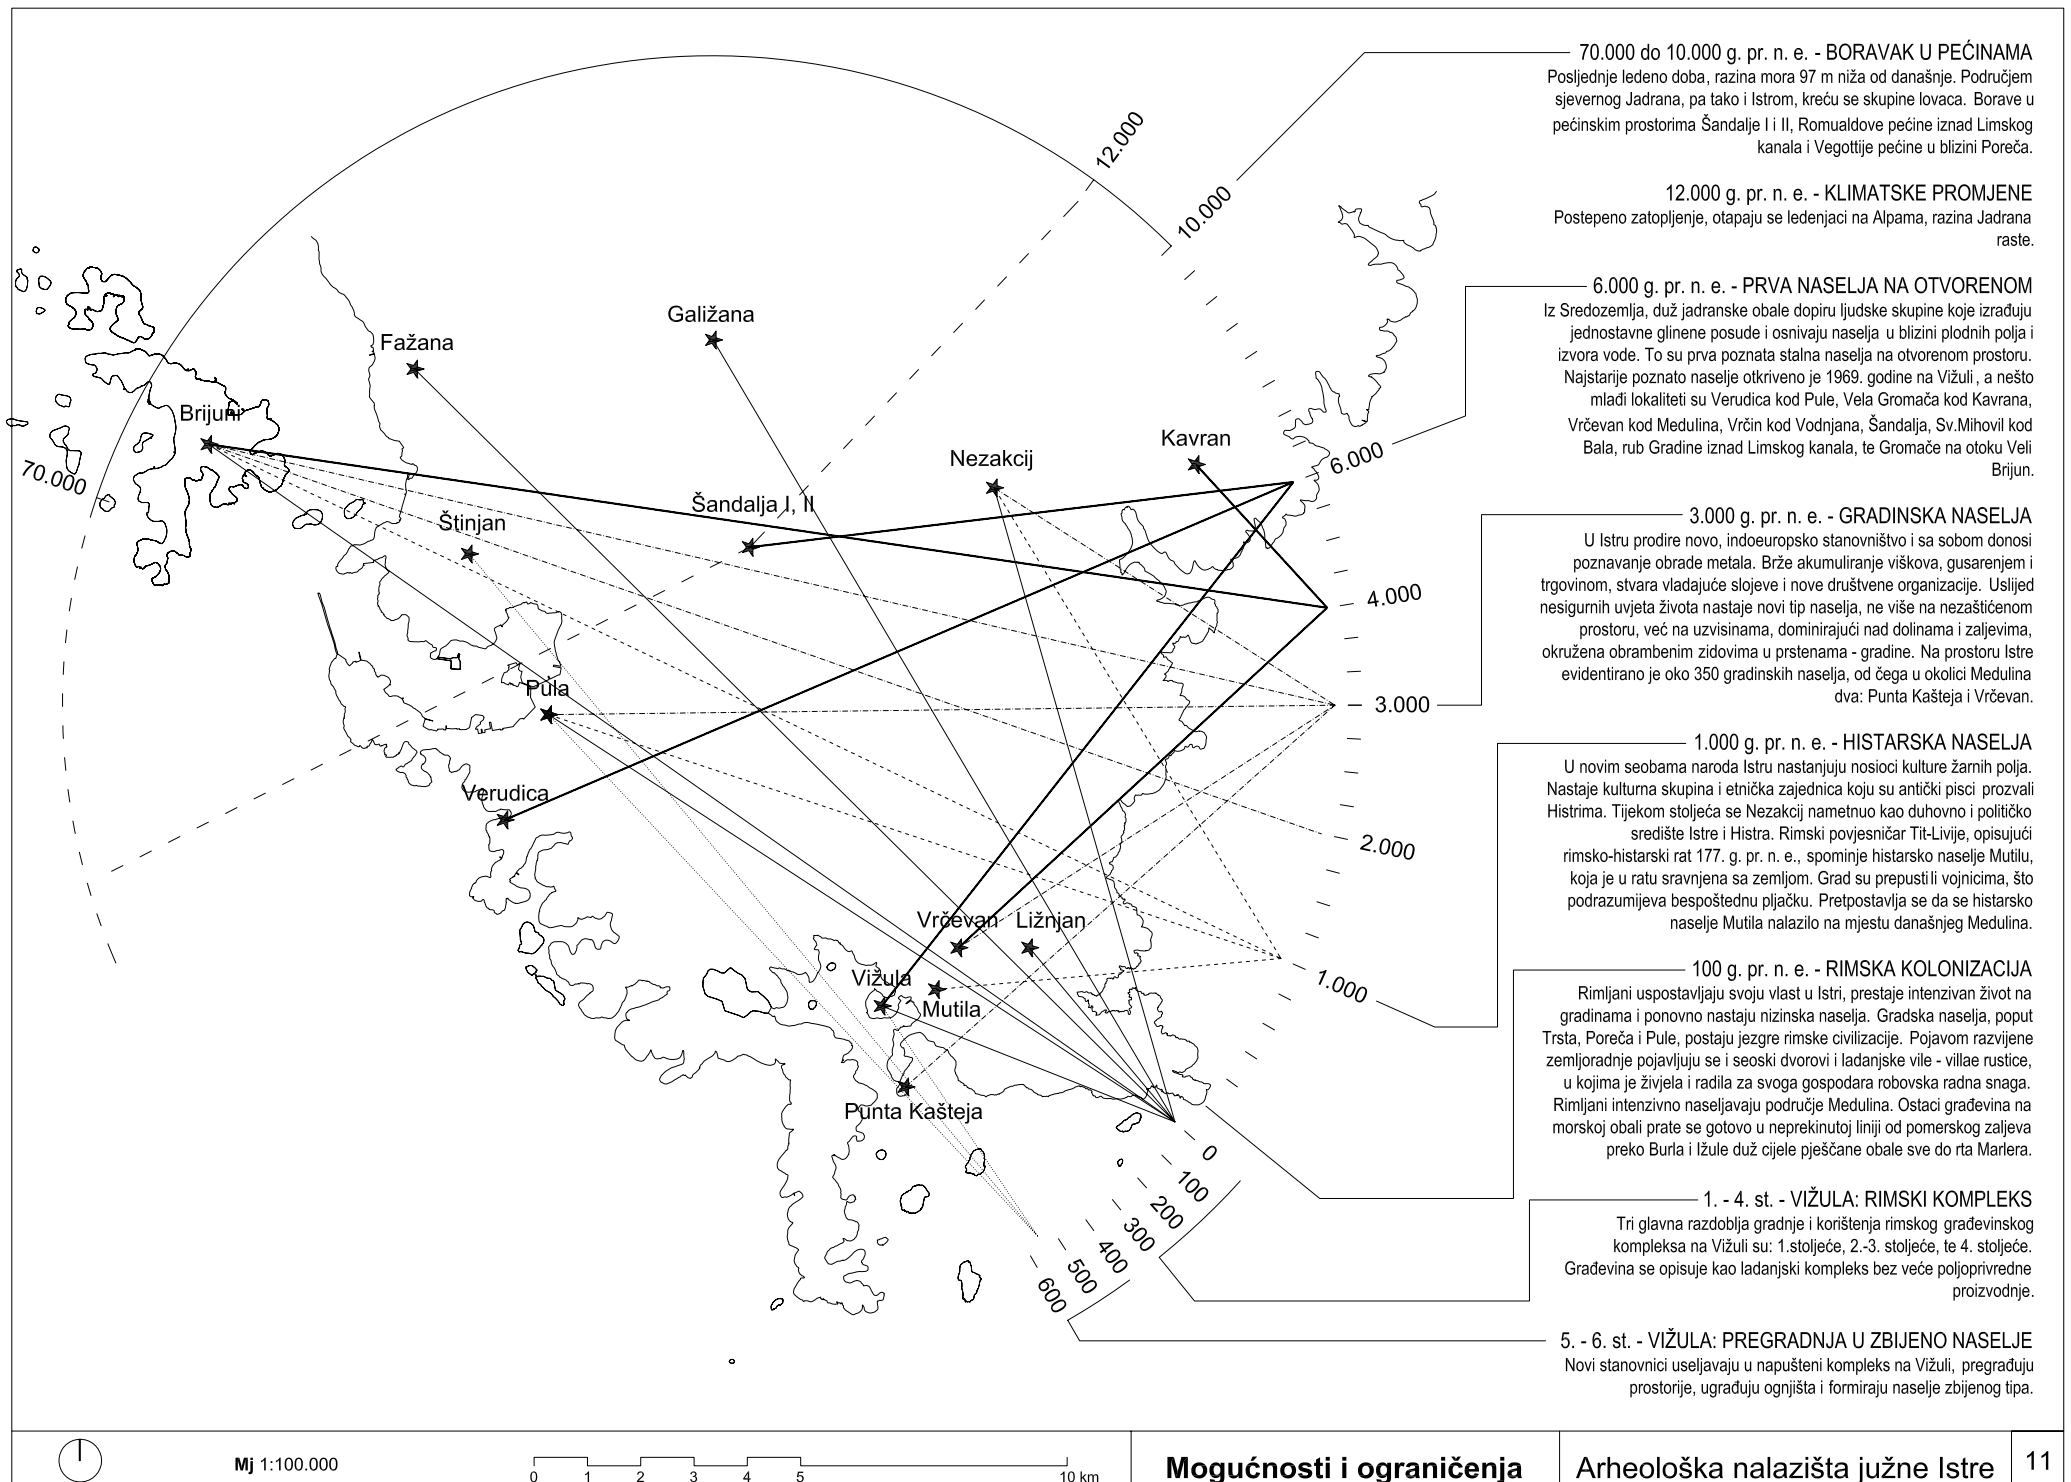 70.000 do 10.000 g. pr. n. e. - BORAVAK U PEĆINAMA
Posljednje ledeno doba, razina mora 97 m niža od današnje. Područjem
sjevernog Jadrana, pa tako i Istrom, kreću se skupine lovaca. Borave u
pećinskim prostorima Šandalje I i II, Romualdove pećine iznad Limskog
kanala i Vegottije pećine u blizini Poreča.
12.000 g. pr. n. e. - KLIMATSKE PROMJENE
Postepeno zatopljenje, otapaju se ledenjaci na Alpama, razina Jadrana
raste.
6.000 g. pr. n. e. - PRVA NASELJA NA OTVORENOM
Iz Sredozemlja, duž jadranske obale dopiru ljudske skupine koje izrađuju
jednostavne glinene posude i osnivaju naselja u blizini plodnih polja i
izvora vode. To su prva poznata stalna naselja na otvorenom prostoru.
Najstarije poznato naselje otkriveno je 1969. godine na Vižuli, a nešto
mlađi lokaliteti su Verudica kod Pule, Vela Gromača kod Kavrana,
Vrčevan kod Medulina, Vrčin kod Vodnjana, Šandalja, Sv.Mihovil kod
Bala, rub Gradine iznad Limskog kanala, te Gromače na otoku Veli
Brijun.
3.000 g. pr. n. e. - GRADINSKA NASELJA
U Istru prodire novo, indoeuropsko stanovništvo i sa sobom donosi
poznavanje obrade metala. Brže akumuliranje viškova, gusarenjem i
trgovinom, stvara vladajuće slojeve i nove društvene organizacije. Uslijed
nesigurnih uvjeta života nastaje novi tip naselja, ne više na nezaštićenom
prostoru, već na uzvisinama, dominirajući nad dolinama i zaljevima,
okružena obrambenim zidovima u prstenama - gradine. Na prostoru Istre
evidentirano je oko 350 gradinskih naselja, od čega u okolici Medulina
dva: Punta Kašteja i Vrčevan.
1.000 g. pr. n. e. - HISTARSKA NASELJA
U novim seobama naroda Istru nastanjuju nosioci kulture žarnih polja.
Nastaje kulturna skupina i etnička zajednica koju su antički pisci prozvali
Histrima. Tijekom stoljeća se Nezakcij nametnuo kao duhovno i političko
središte Istre i Histra. Rimski povjesničar Tit-Livije, opisujući
rimsko-histarski rat 177. g. pr. n. e., spominje histarsko naselje Mutilu,
koja je u ratu sravnjena sa zemljom. Grad su prepustili vojnicima, što
podrazumijeva bespoštednu pljačku. Pretpostavlja se da se histarsko
naselje Mutila nalazilo na mjestu današnjeg Medulina.
100 g. pr. n. e. - RIMSKA KOLONIZACIJA
Rimljani uspostavljaju svoju vlast u Istri, prestaje intenzivan život na
gradinama i ponovno nastaju nizinska naselja. Gradska naselja, poput
Trsta, Poreča i Pule, postaju jezgre rimske civilizacije. Pojavom razvijene
zemljoradnje pojavljuju se i seoski dvorovi i ladanjske vile - villae rustice,
u kojima je živjela i radila za svoga gospodara robovska radna snaga.
Rimljani intenzivno naseljavaju područje Medulina. Ostaci građevina na
morskoj obali prate se gotovo u neprekinutoj liniji od pomerskog zaljeva
preko Burla i Ižule duž cijele pješčane obale sve do rta Marlera.
1. - 4. st. - VIŽULA: RIMSKI KOMPLEKS
Tri glavna razdoblja gradnje i korištenja rimskog građevinskog
kompleksa na Vižuli su: 1.stoljeće, 2.-3. stoljeće, te 4. stoljeće.
Građevina se opisuje kao ladanjski kompleks bez veće poljoprivredne
proizvodnje.
5. - 6. st. - VIŽULA: PREGRADNJA U ZBIJENO NASELJE
Novi stanovnici useljavaju u napušteni kompleks na Vižuli, pregrađuju
prostorije, ugrađuju ognjišta i formiraju naselje zbijenog tipa.
70.000
12.000
10.000
6.000
4.000
3.000
2.000
1.000
0
100
200
300
400
500
600
Galižana
Fažana
Brijuni
Kavran
Nezakcij
Šandalja I, II
Štinjan
Pula
Verudica
Vrčevan
Ližnjan
Vižula
Mutila
Punta Kašteja
Mj 1:100.000
0 1 2 3 4 5 10 km
Mogućnosti i ograničenja
Arheološka nalazišta južne Istre
11